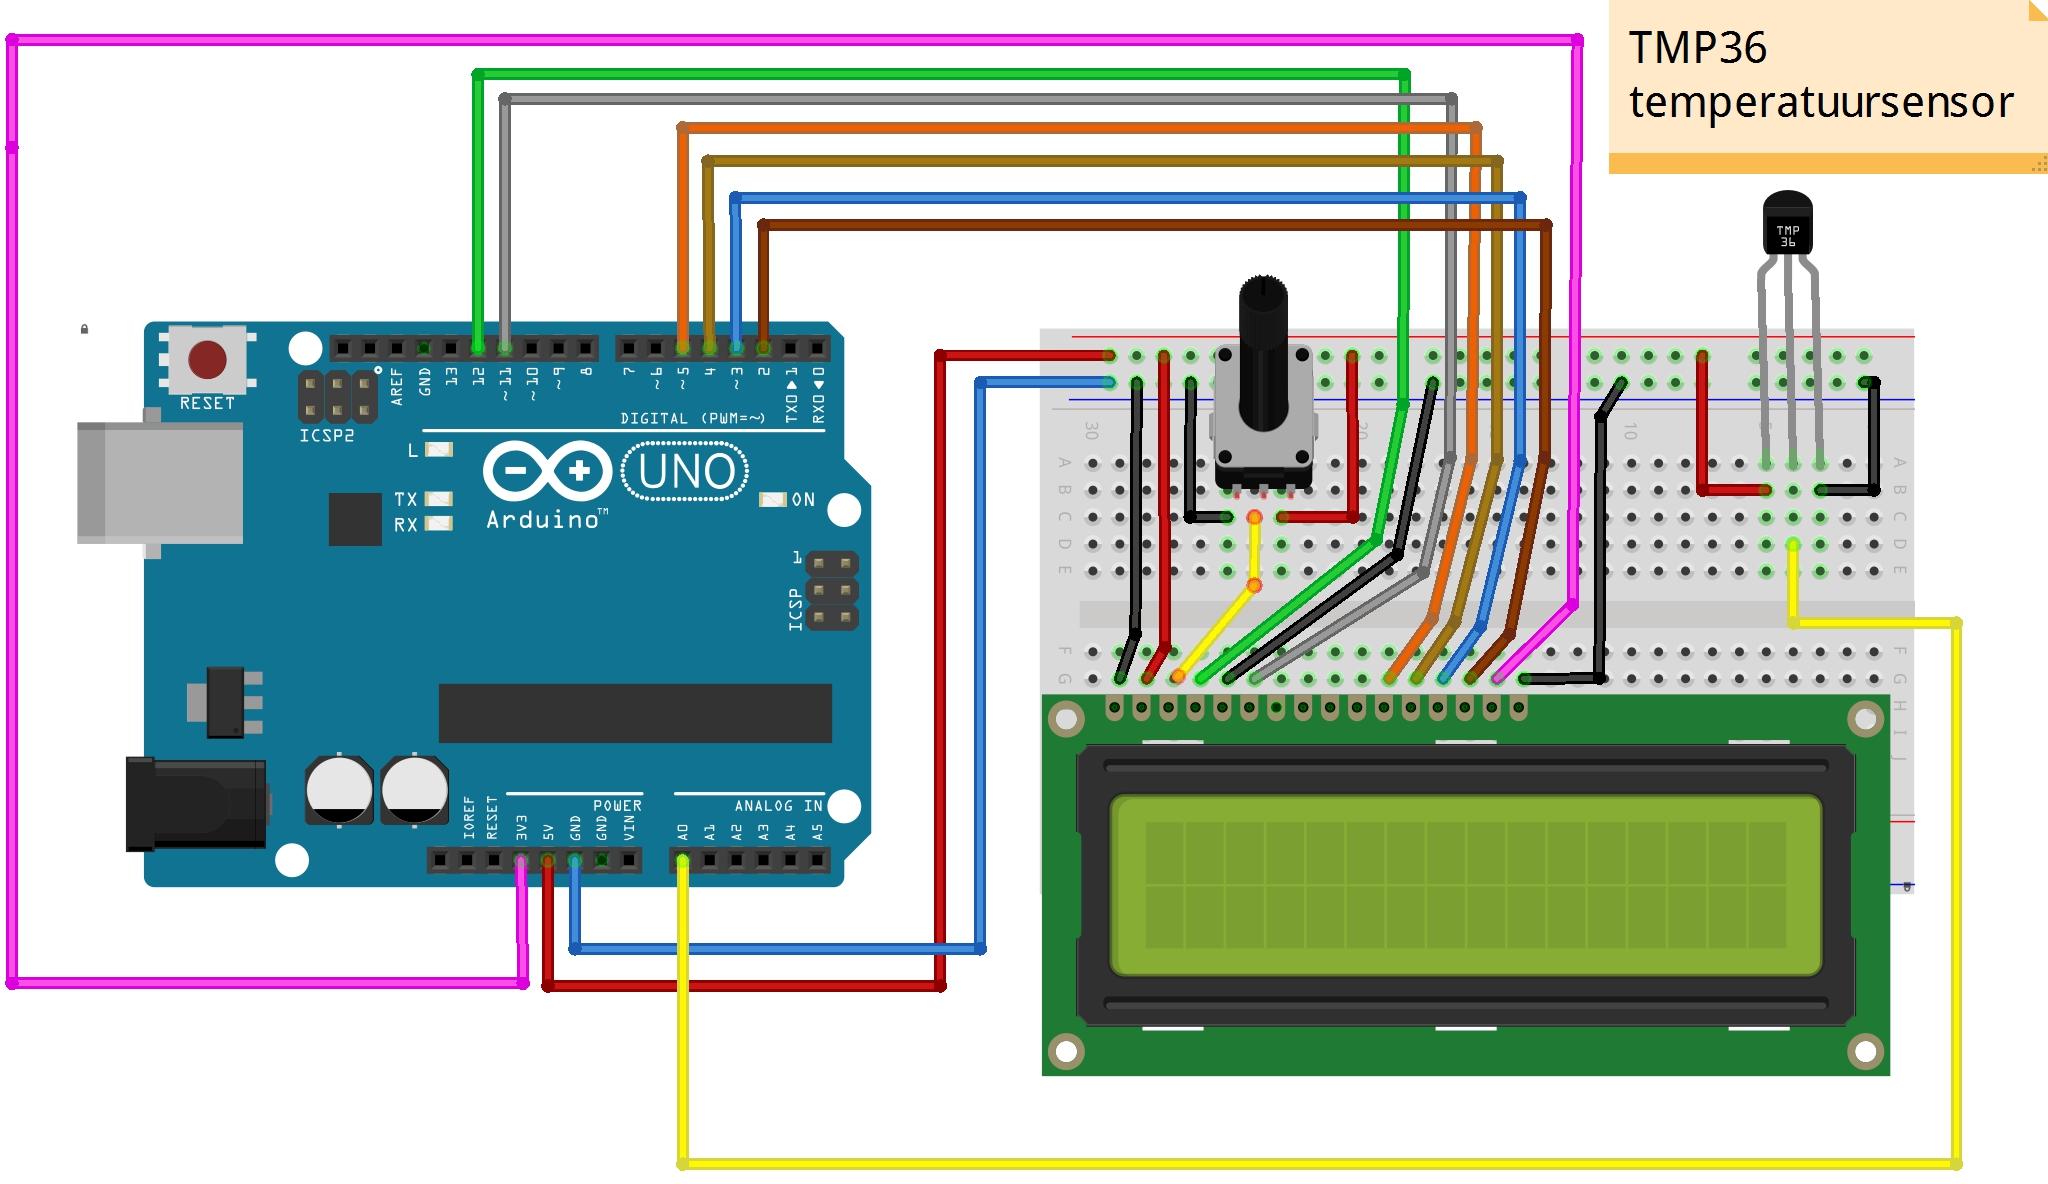 TMP36
temperatuursensor
TMP
36
RESET
ICSP2
AREF
GND
13
12
~11
~10
~9
8
7
~6
~5
4
~3
2
TX0▶1
RX0◀0
DIGITAL (PWM=~)
L
TX
RX
UNO
Arduino™
ON
1
ICSP
IOREF
RESET
3V3
5V
GND
GND
VIN
POWER
A0
A1
A2
A3
A4
A5
ANALOG IN
30
20
10
A
B
C
D
E
F
G
A
B
C
D
E
F
G
H
I
J